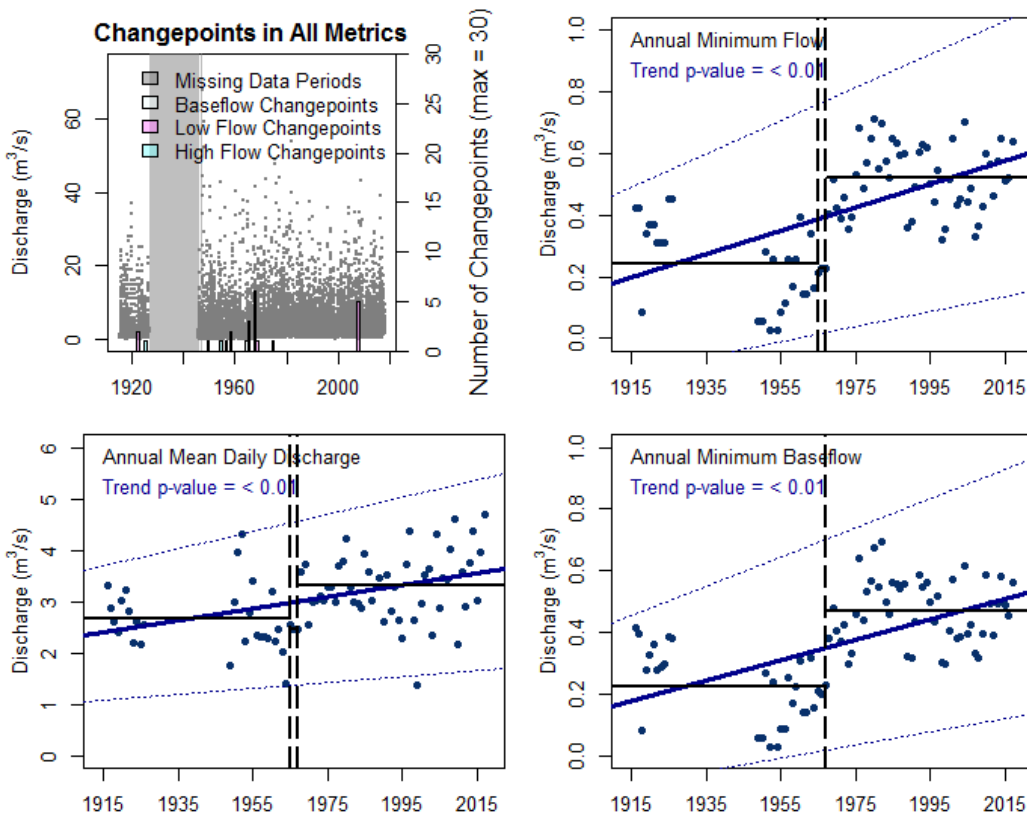 Changepoints in All Metrics
Missing Data Periods
Baseflow Changepoints
Low Flow Changepoints
High Flow Changepoints
Discharge (m³/s)
0 20 40 60
1920 1960 2000
Number of Changepoints (max = 30)
0 5 10 15 20 25 30
Annual Minimum Flow
Trend p-value = < 0.01
Discharge (m³/s)
0.0 0.2 0.4 0.6 0.8 1.0
1915 1935 1955 1975 1995 2015
Annual Mean Daily Discharge
Trend p-value = < 0.01
Discharge (m³/s)
0 1 2 3 4 5 6
1915 1935 1955 1975 1995 2015
Annual Minimum Baseflow
Trend p-value = < 0.01
Discharge (m³/s)
0.0 0.2 0.4 0.6 0.8 1.0
1915 1935 1955 1975 1995 2015